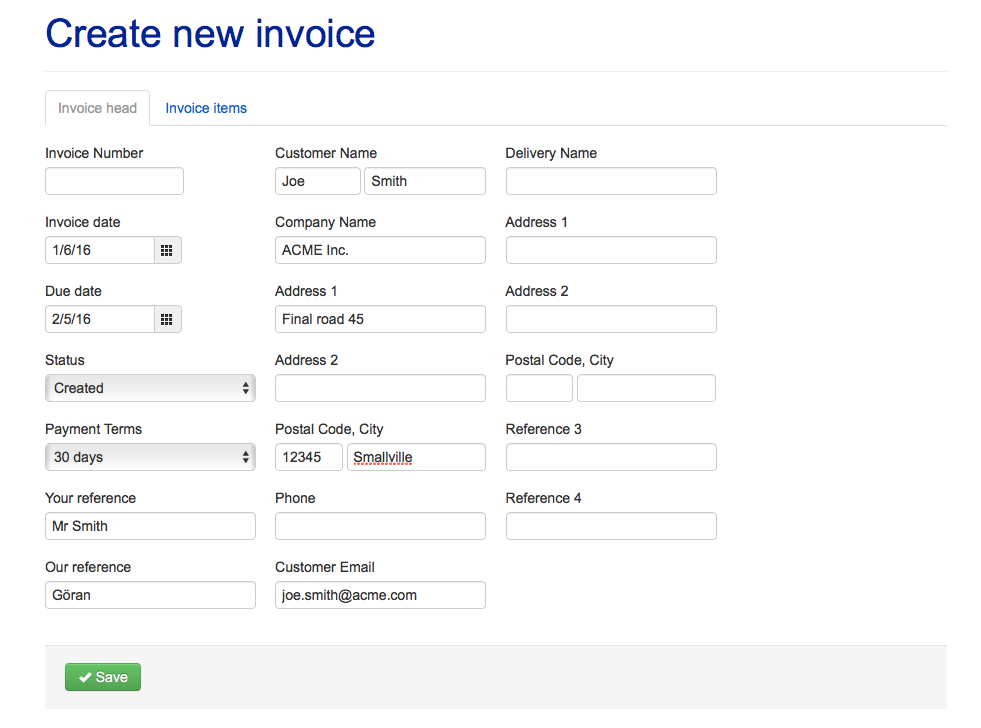 Create new invoice
Invoice head Invoice items
Invoice Number Customer Name Delivery Name
Joe Smith
Invoice date Company Name Address 1
1/6/16 ACME Inc.
Due date Address 1 Address 2
2/5/16 Final road 45
Status Address 2 Postal Code, City
Created
Payment Terms Postal Code, City Reference 3
30 days 12345 Smallville
Your reference Phone Reference 4
Mr Smith
Our reference Customer Email
Göran joe.smith@acme.com
Save